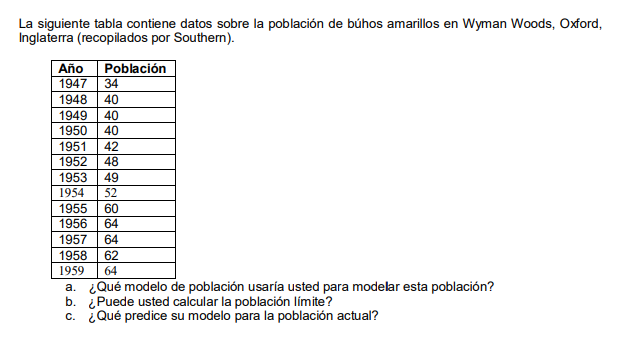 La siguiente tabla contiene datos sobre la población de búhos amarillos en Wyman Woods, Oxford,
Inglaterra (recopilados por Southern).
Año Población
1947 34
1948 40
1949 40
1950 40
1951 42
1952 48
1953 49
1954 52
1955 60
1956 64
1957 64
1958 62
1959 64
a. ¿Qué modelo de población usaría usted para modelar esta población?
b. ¿Puede usted calcular la población límite?
c. ¿Qué predice su modelo para la población actual?